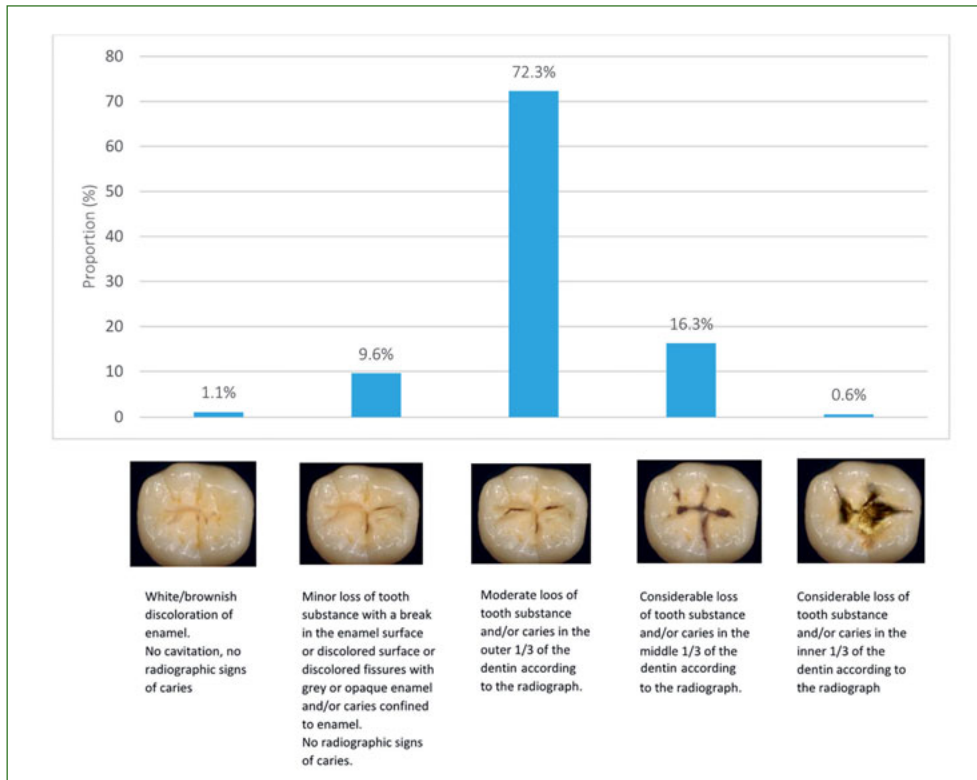 80
72.3%
70
60
50
Proportion (%)
40
30
20
16.3%
9.6%
10
1.1%
0.6%
0
White/brownish
discoloration of
enamel.
No cavitation, no
radiographic signs
of caries
Minor loss of tooth
substance with a break
in the enamel surface
or discolored surface or
discolored fissures with
grey or opaque enamel
and/or caries confined
to enamel.
No radiographic signs
of caries.
Moderate loos of
tooth substance
and/or caries in the
outer 1/3 of the
dentin according
to the radiograph.
Considerable loss
of tooth substance
and/or caries in the
middle 1/3 of the
dentin according
to the radiograph.
Considerable loss of
tooth substance
and/or caries in the
inner 1/3 of the
dentin according to
the radiograph